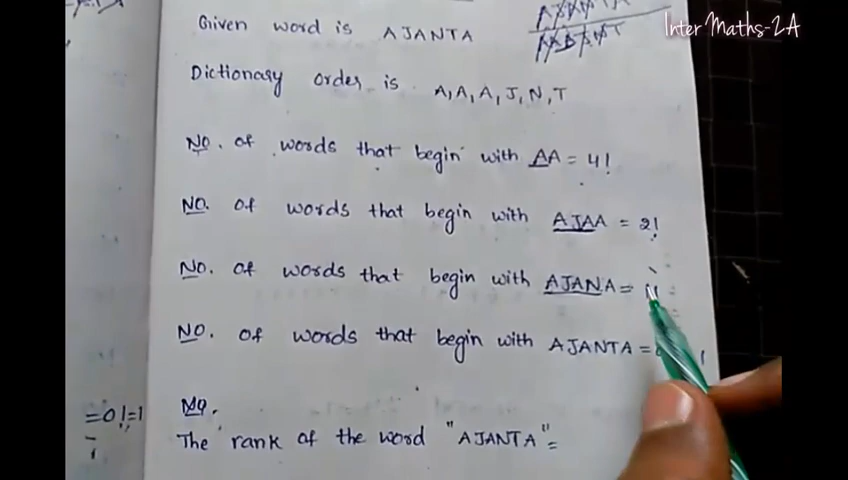 Inter Maths-2A
Given word is AJANTA
Dictionary order is A, A, A, J, N, T
NO. of words that begin with AA = 4!
NO. of words that begin with AJAA = 2!
NO. of words that begin with AJANA =
NO. of words that begin with AJANTA =
=0!=1
NO.
The rank of the word "AJANTA" =